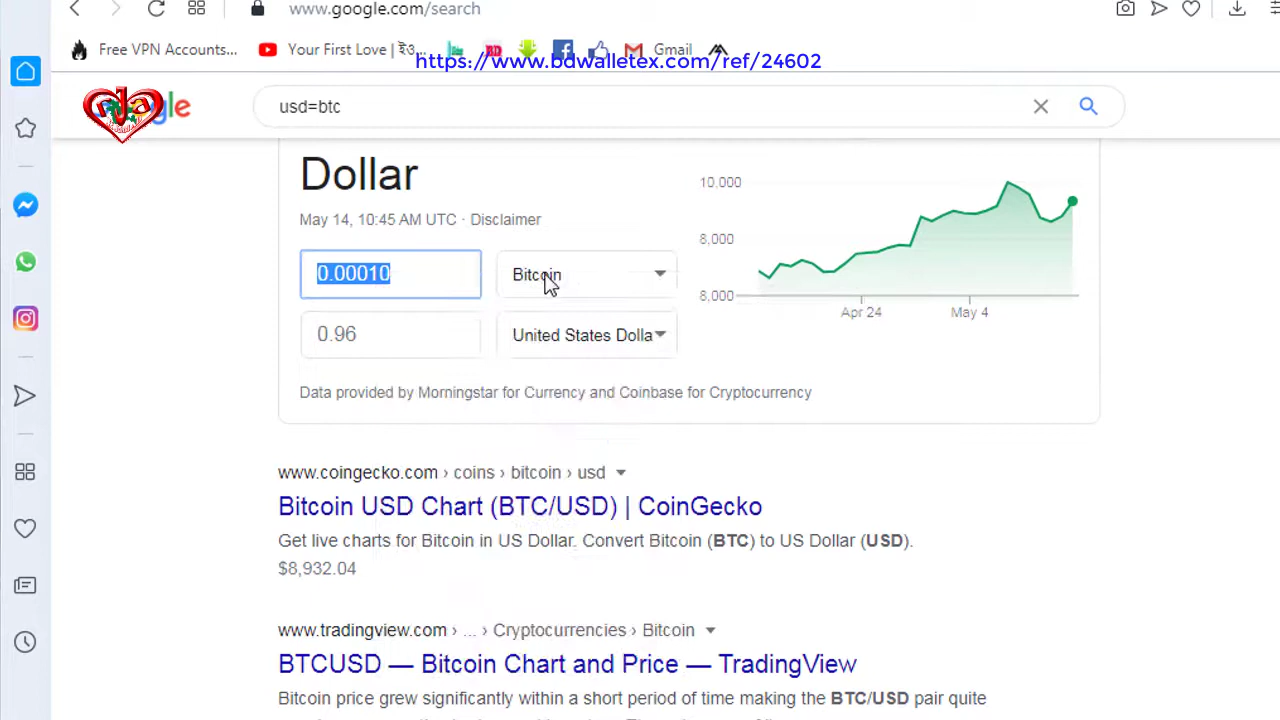 www.google.com/search
Free VPN Accounts...
Your First Love | ইও...
BD
Gmail
https://www.bdwalletex.com/ref/24602
usd=btc
Dollar
May 14, 10:45 AM UTC · Disclaimer
0.00010
Bitcoin
0.96
United States Dolla
10,000
8,000
8,000
Apr 24
May 4
Data provided by Morningstar for Currency and Coinbase for Cryptocurrency
www.coingecko.com › coins › bitcoin › usd
Bitcoin USD Chart (BTC/USD) | CoinGecko
Get live charts for Bitcoin in US Dollar. Convert Bitcoin (BTC) to US Dollar (USD).
$8,932.04
www.tradingview.com › ... › Cryptocurrencies › Bitcoin
BTCUSD — Bitcoin Chart and Price — TradingView
Bitcoin price grew significantly within a short period of time making the BTC/USD pair quite